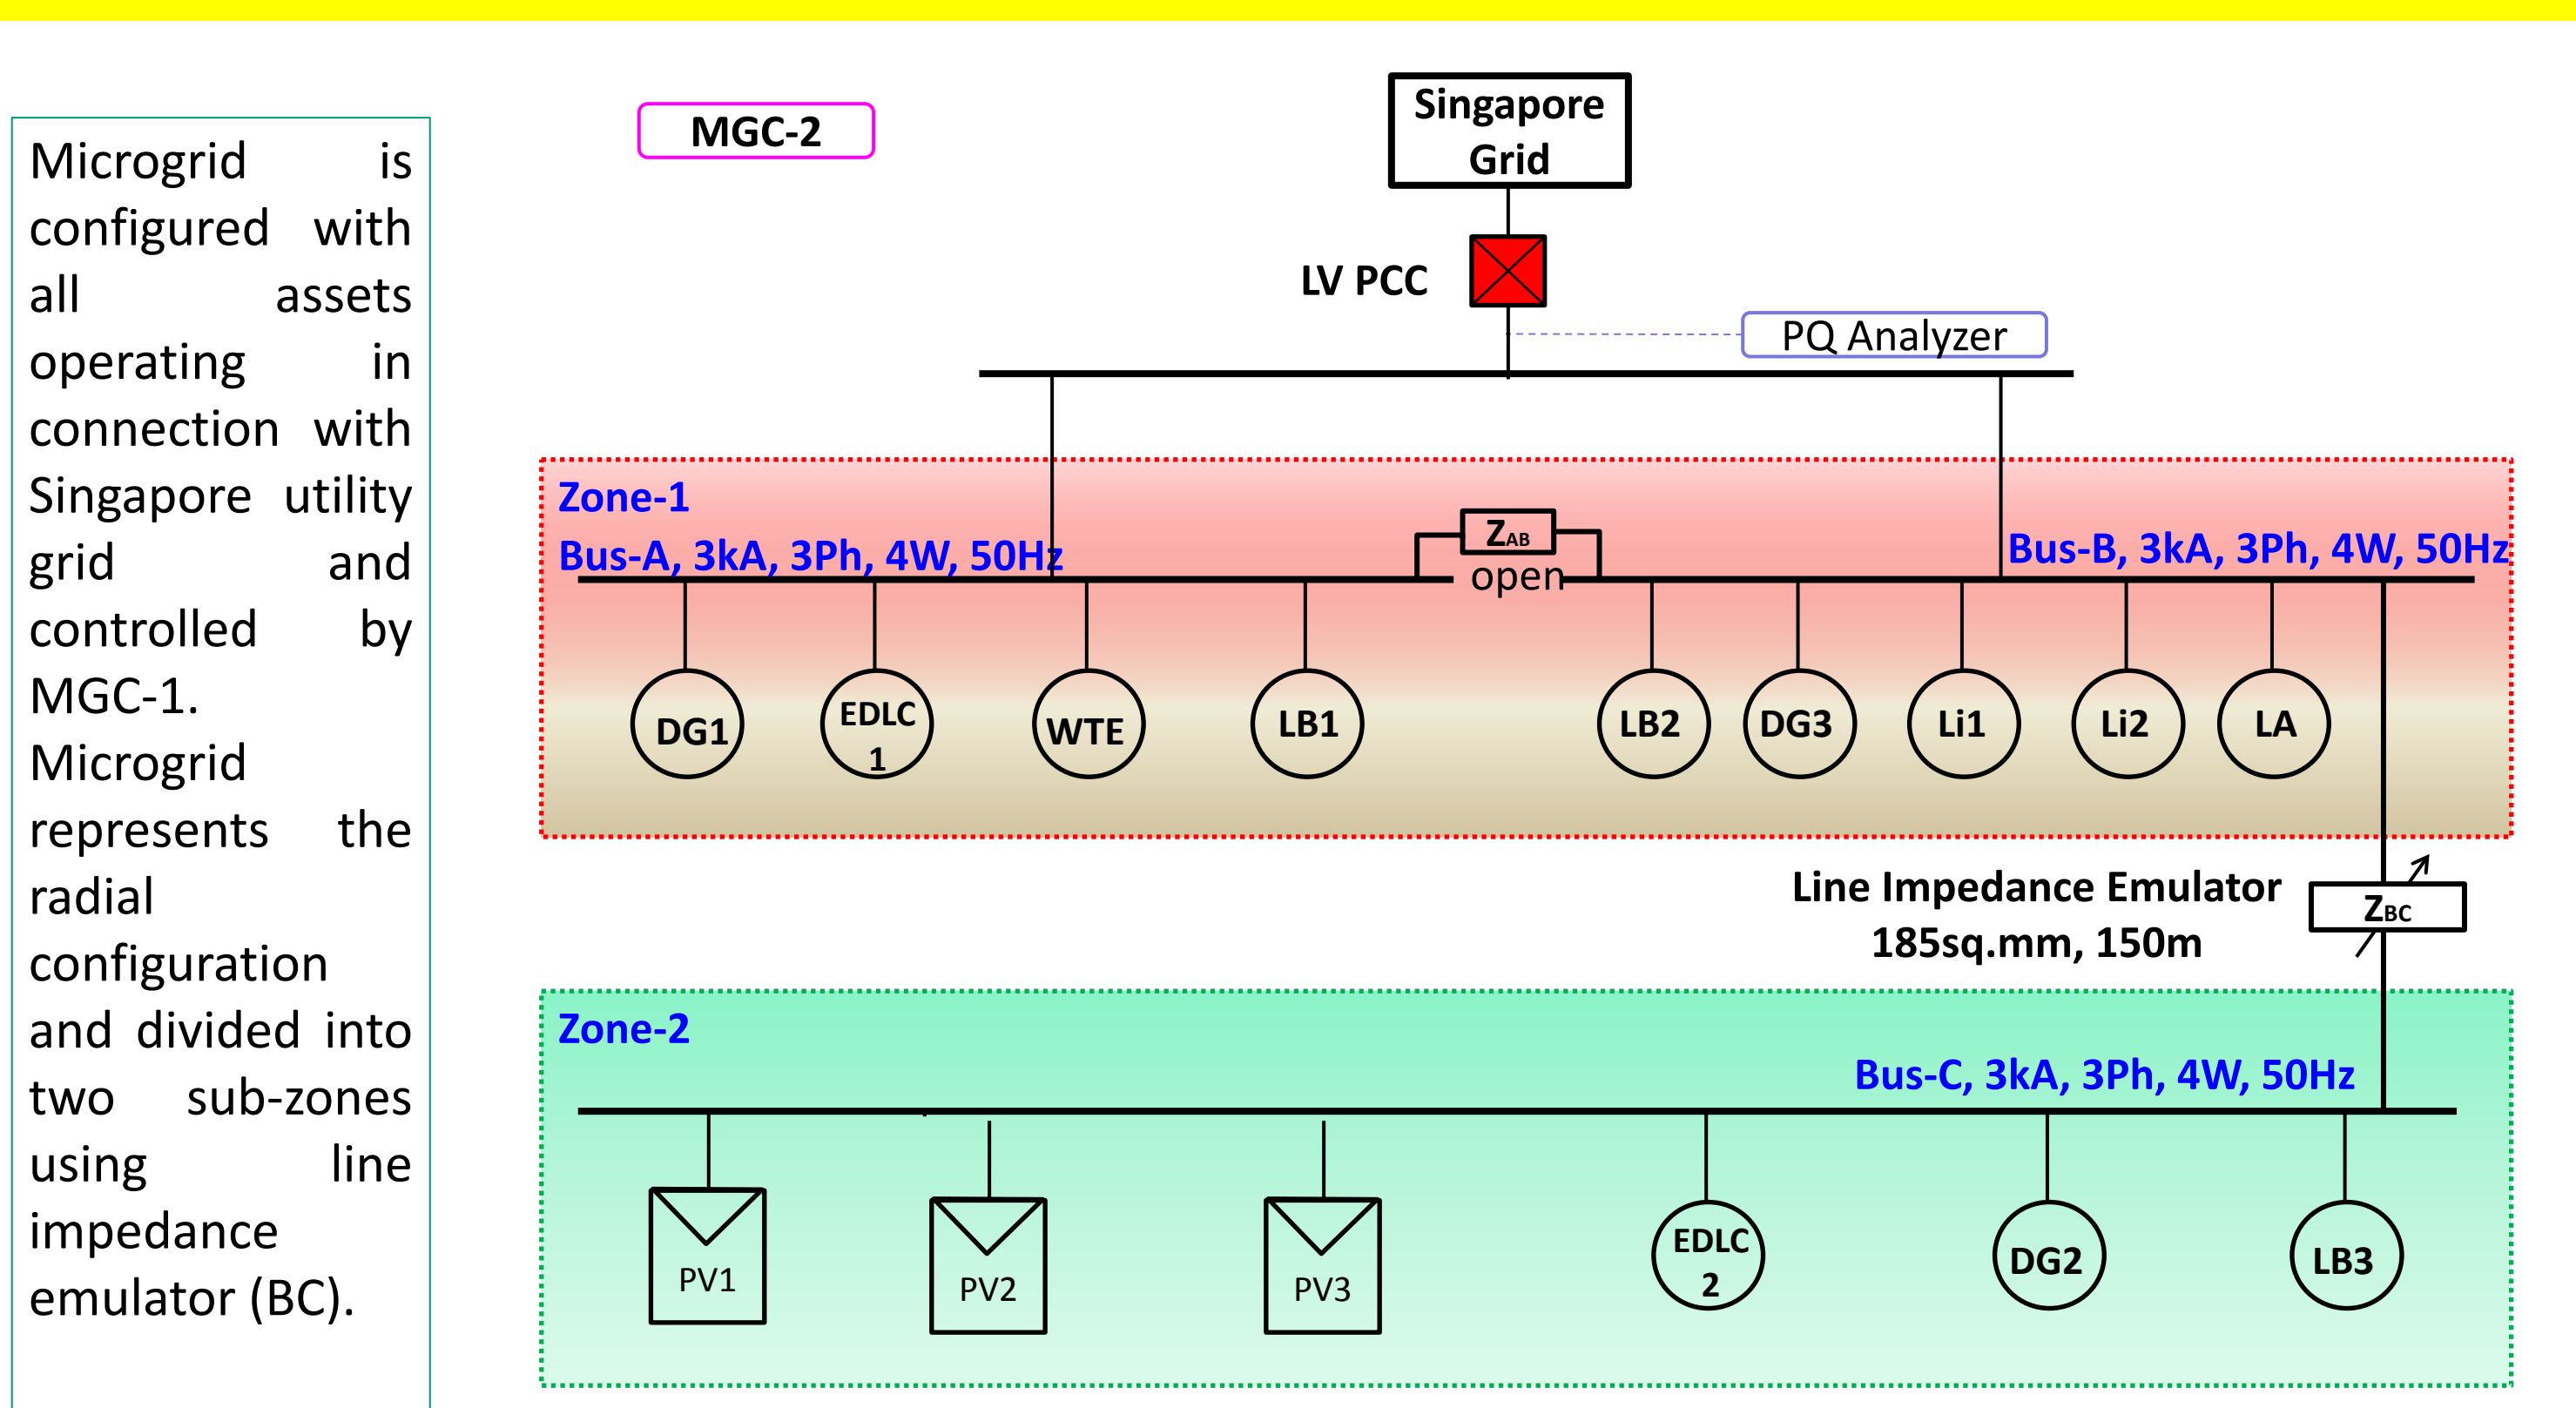 Microgrid is
configured with
all assets
operating in
connection with
Singapore utility
grid and
controlled by
MGC-1.
Microgrid
represents the
radial
configuration
and divided into
two sub-zones
using line
impedance
emulator (BC).
MGC-2
Singapore
Grid
LV PCC
PQ Analyzer
Zone-1
Bus-A, 3kA, 3Ph, 4W, 50Hz
ZAB
open
Bus-B, 3kA, 3Ph, 4W, 50Hz
DG1
EDLC
1
WTE
LB1
LB2
DG3
Li1
Li2
LA
Line Impedance Emulator
185sq.mm, 150m
ZBC
Zone-2
Bus-C, 3kA, 3Ph, 4W, 50Hz
PV1
PV2
PV3
EDLC
2
DG2
LB3